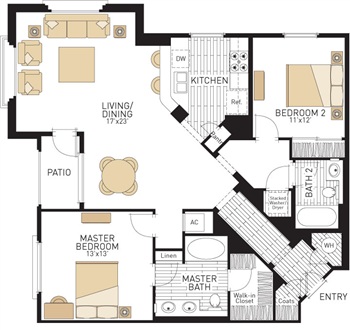 DW
KITCHEN
Ref.
BEDROOM 2
11'x12'
LIVING/
DINING
17'x23'
Pantry
BATH 2
PATIO
Stacked
Washer/
Dryer
AC
MASTER
BEDROOM
13'x13'
Linen
WH
MASTER
BATH
Walk-in
Closet
Coats
ENTRY